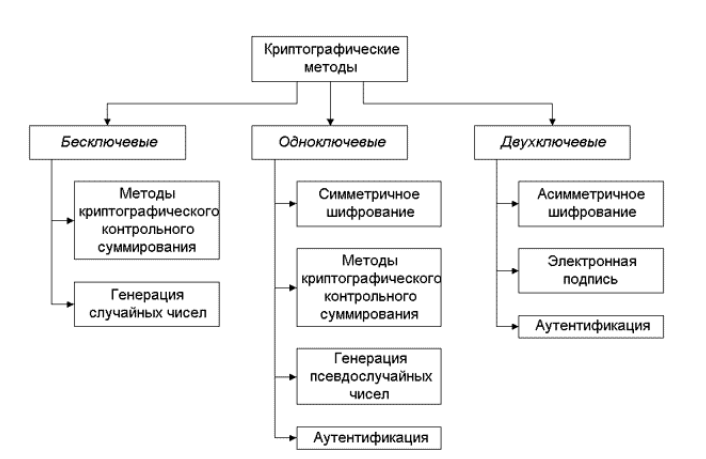 Криптографические
методы
Бесключевые
Методы
криптографического
контрольного
суммирования
Генерация
случайных чисел
Одноключевые
Симметричное
шифрование
Методы
криптографического
контрольного
суммирования
Генерация
псевдослучайных
чисел
Аутентификация
Двухключевые
Асимметричное
шифрование
Электронная
подпись
Аутентификация